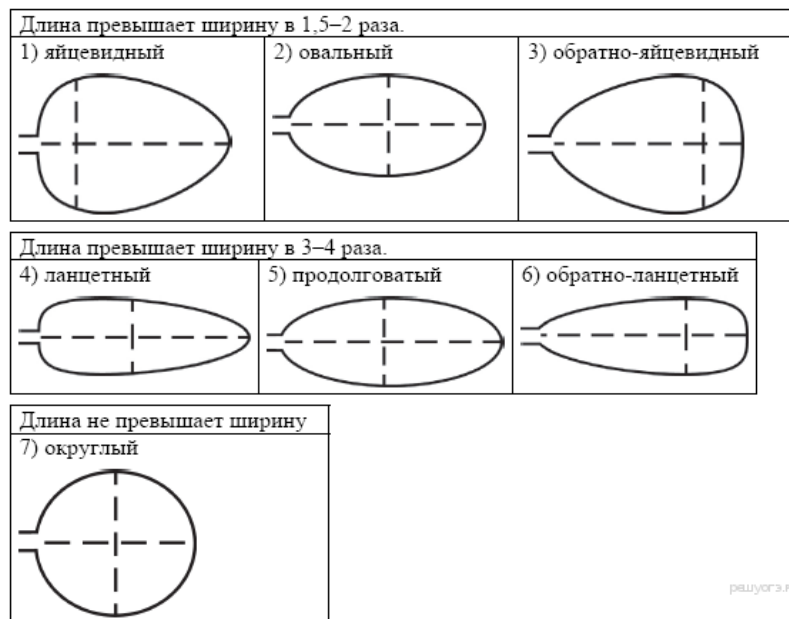 Длина превышает ширину в 1,5–2 раза.
1) яйцевидный
2) овальный
3) обратно-яйцевидный
Длина превышает ширину в 3–4 раза.
4) ланцетный
5) продолговатый
6) обратно-ланцетный
Длина не превышает ширину
7) округлый